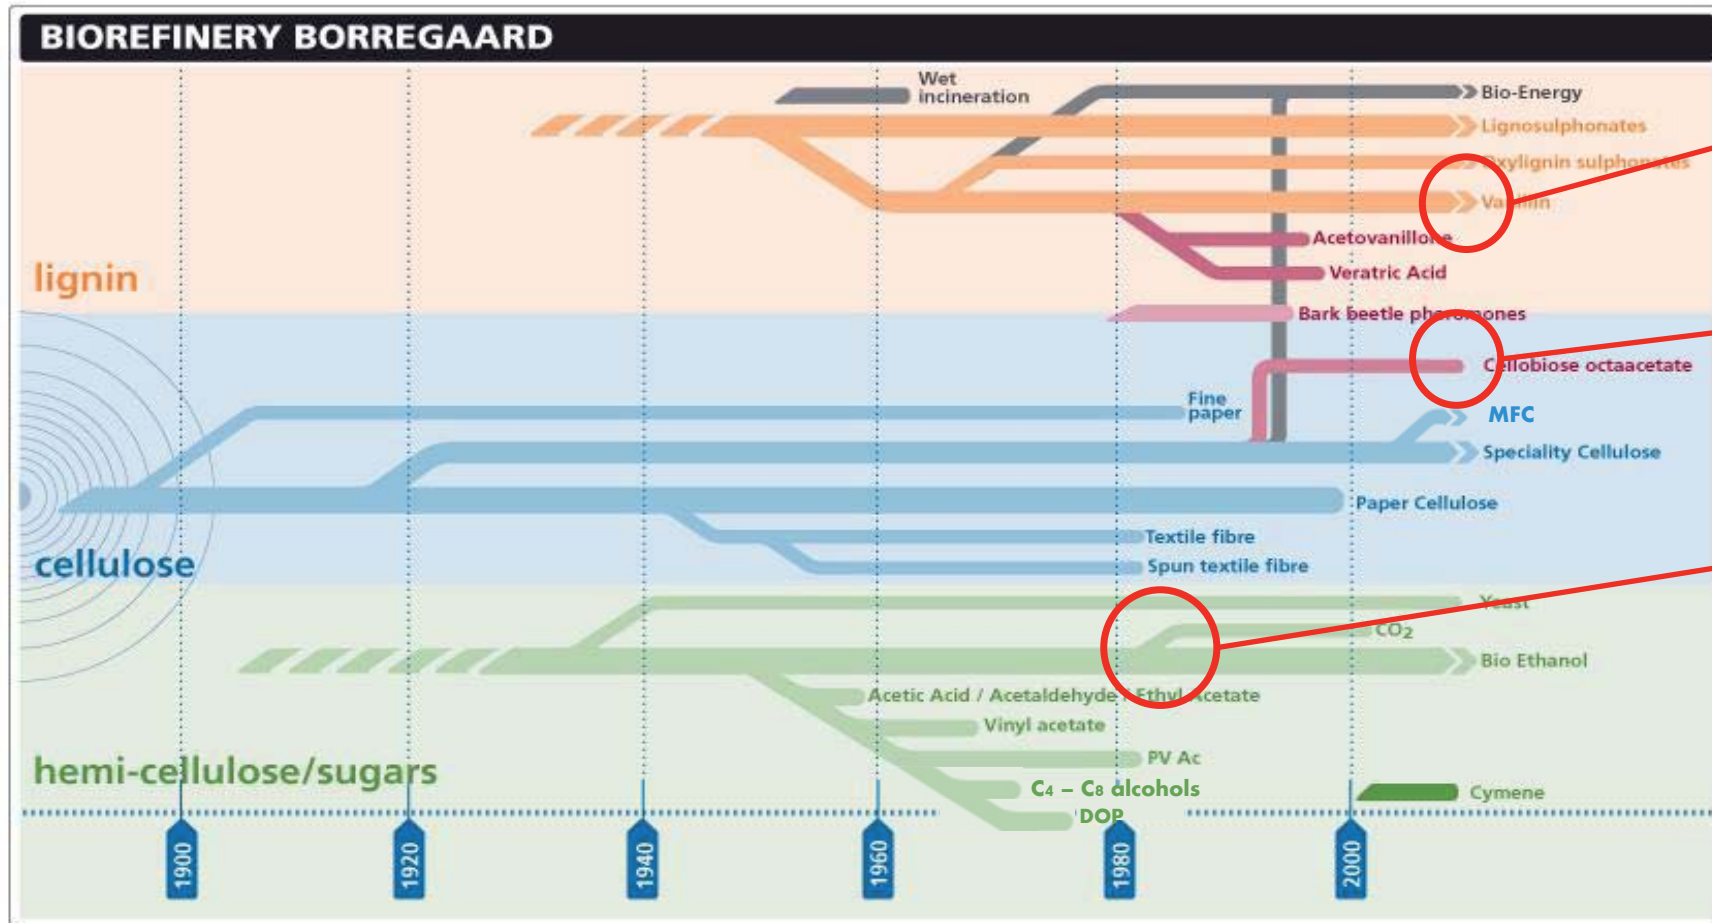 BIOREFINERY BORREGAARD
Wet
incineration
Bio-Energy
Lignosulphonates
Oxylignin sulphonates
Vanillin
Acetovanillone
Veratric Acid
lignin
Bark beetle pheromones
Cellobiose octaacetate
Fine
paper
MFC
Speciality Cellulose
Paper Cellulose
Textile fibre
cellulose
Spun textile fibre
Yeast
CO2
Bio Ethanol
Acetic Acid / Acetaldehyde / Ethyl Acetate
Vinyl acetate
PV Ac
hemi-cellulose/sugars
C4 – C8 alcohols
Cymene
DOP
1900
1920
1940
1960
1980
2000